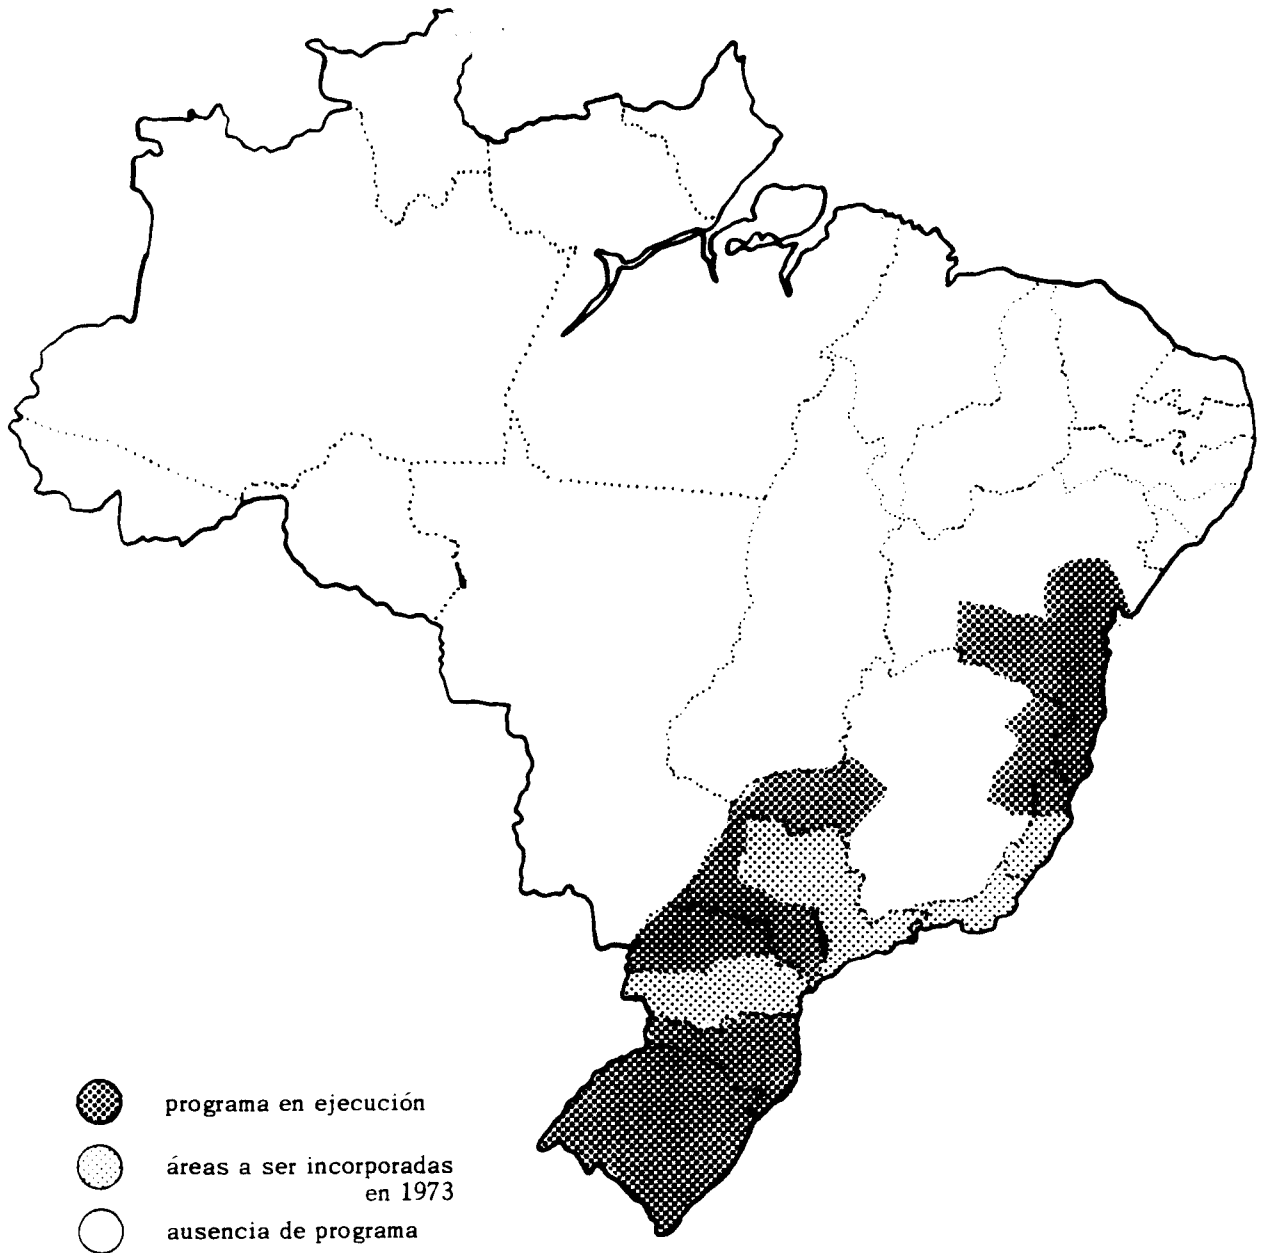 programa en ejecución
áreas a ser incorporadas
en 1973
ausencia de programa